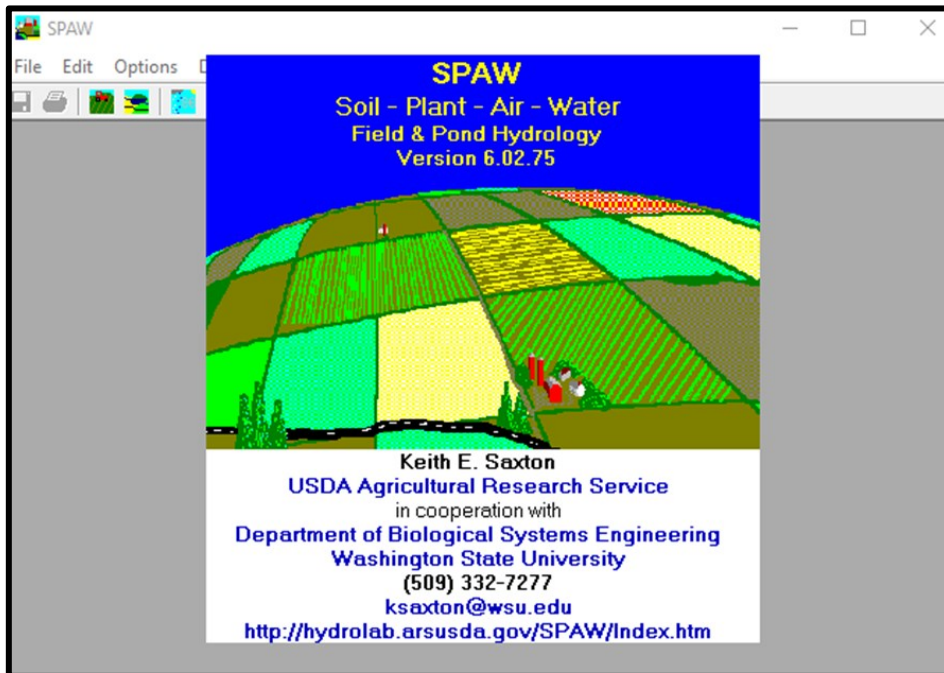 SPAW
File Edit Options
SPAW
Soil - Plant - Air - Water
Field & Pond Hydrology
Version 6.02.75
Keith E. Saxton
USDA Agricultural Research Service
in cooperation with
Department of Biological Systems Engineering
Washington State University
(509) 332-7277
ksaxton@wsu.edu
http://hydrolab.arsusda.gov/SPAW/Index.htm